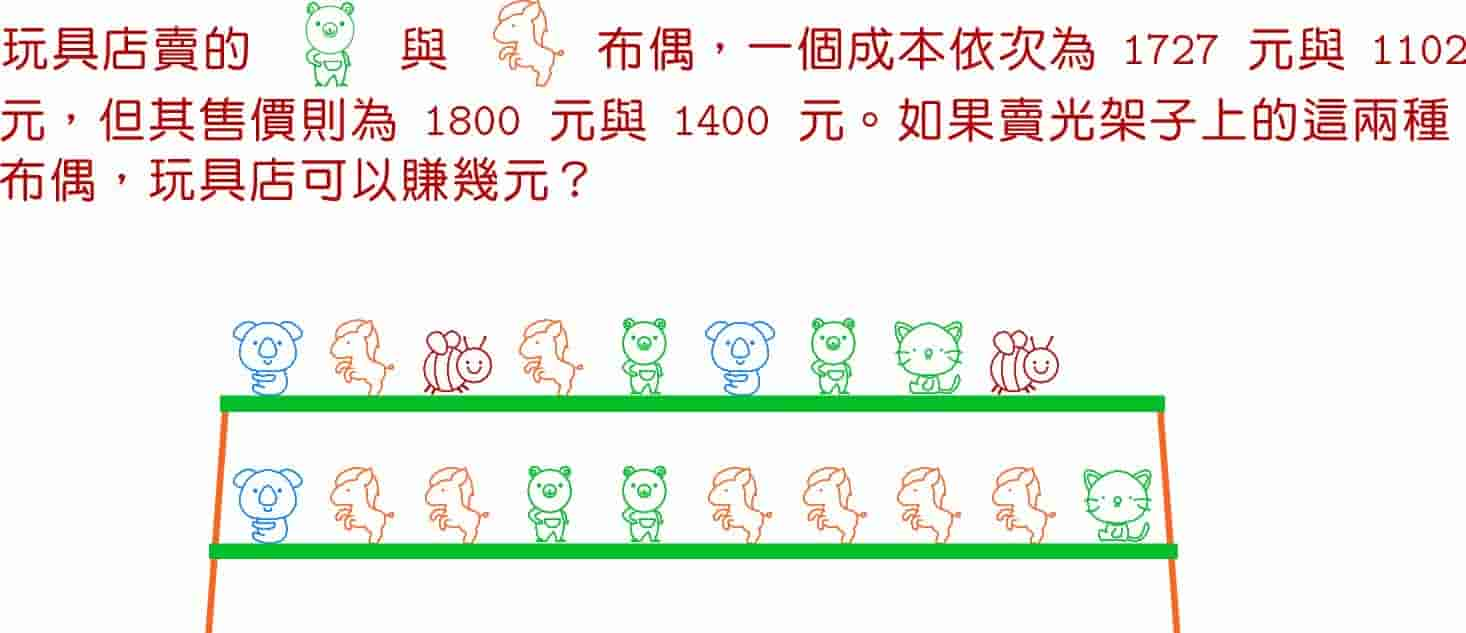 玩具店賣的 與 布偶，一個成本依次為 1727 元與 1102
元，但其售價則為 1800 元與 1400 元。如果賣光架子上的這兩種
布偶，玩具店可以賺幾元？